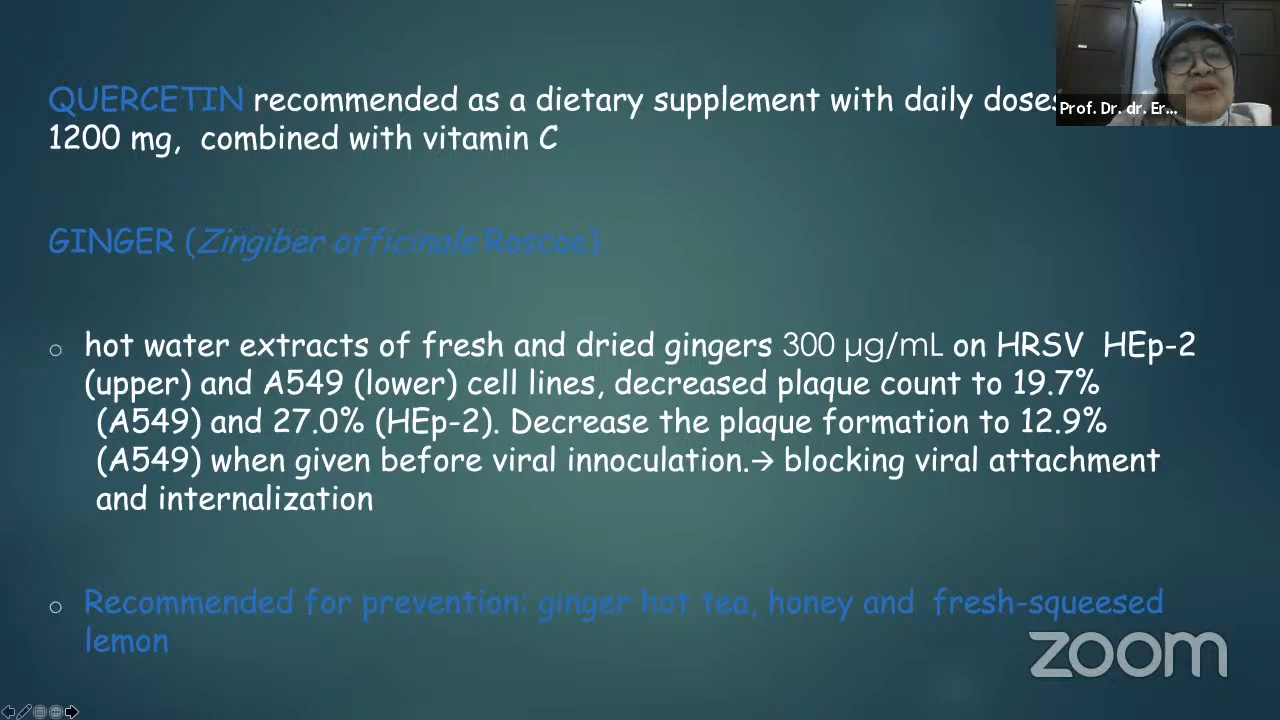 QUERCETIN recommended as a dietary supplement with daily doses
1200 mg, combined with vitamin C
Prof. Dr. dr. Er...
GINGER (Zingiber officinale Roscoe)
hot water extracts of fresh and dried gingers 300 µg/mL on HRSV HEp-2
(upper) and A549 (lower) cell lines, decreased plaque count to 19.7%
(A549) and 27.0% (HEp-2). Decrease the plaque formation to 12.9%
(A549) when given before viral innoculation.→ blocking viral attachment
and internalization
Recommended for prevention: ginger hot tea, honey and fresh-squeesed
lemon
zoom